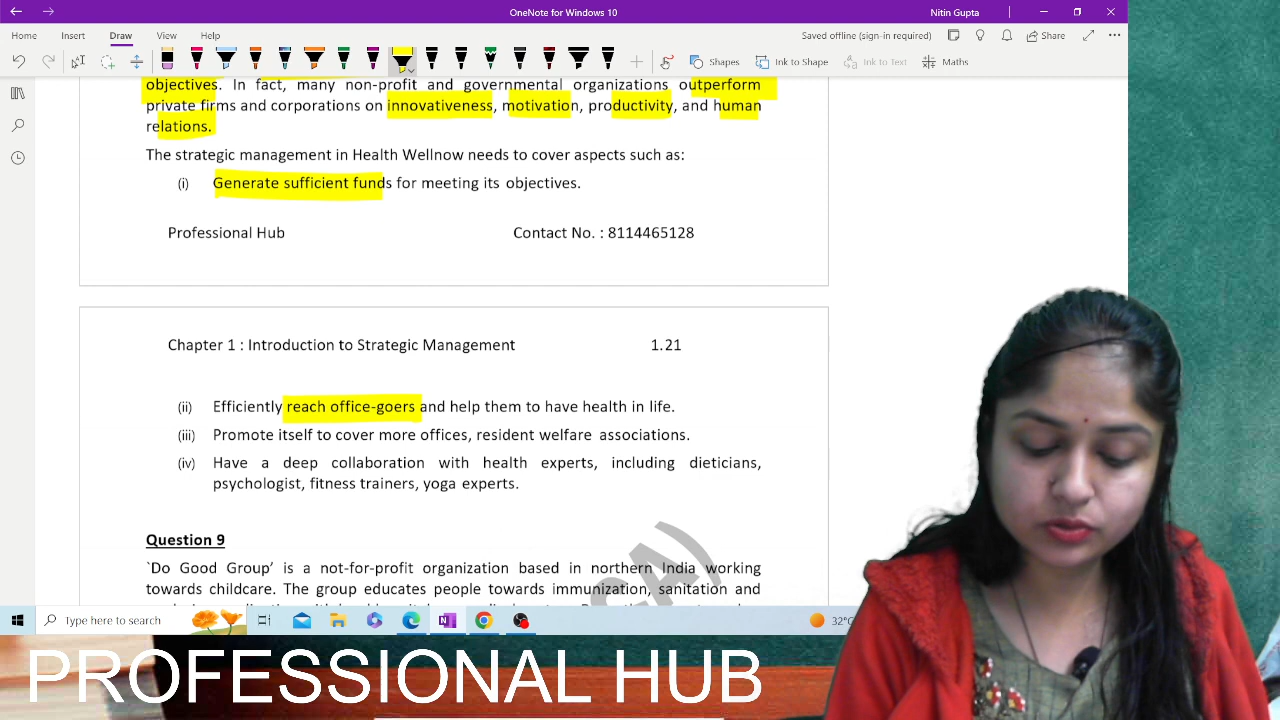 OneNote for Windows 10
Nitin Gupta
Home Insert Draw View Help
Saved offline (sign-in required)
Share
Shapes
Ink to Shape
Ink to Text
Maths
objectives. In fact, many non-profit and governmental organizations outperform
private firms and corporations on innovativeness, motivation, productivity, and human
relations.
The strategic management in Health Wellnow needs to cover aspects such as:
(i) Generate sufficient funds for meeting its objectives.
Professional Hub Contact No. : 8114465128
Chapter 1 : Introduction to Strategic Management 1.21
(ii) Efficiently reach office-goers and help them to have health in life.
(iii) Promote itself to cover more offices, resident welfare associations.
(iv) Have a deep collaboration with health experts, including dieticians,
psychologist, fitness trainers, yoga experts.
Question 9
`Do Good Group' is a not-for-profit organization based in northern India working
towards childcare. The group educates people towards immunization, sanitation and
Type here to search
32°C
PROFESSIONAL HUB